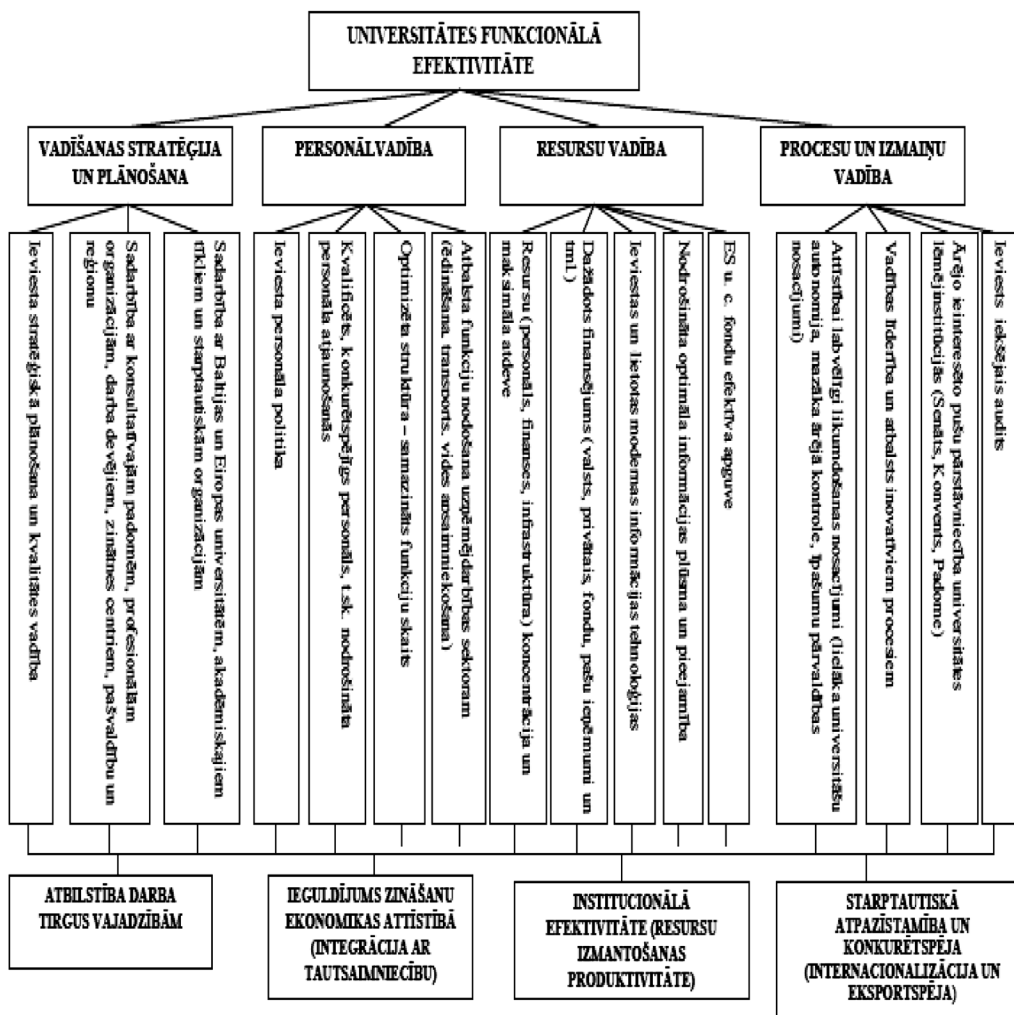 UNIVERSITĀTES FUNKCIONĀLĀ
EFEKTIVITĀTE
VADĪŠANAS STRATĒĢIJA
UN PLĀNOŠANA
PERSONĀLVADĪBA
RESURSU VADĪBA
PROCESU UN IZMAIŅU
VADĪBA
Ieviesta stratēģiskā plānošana un kvalitātes vadība
Sadarbība ar konsultatīvajām padomēm, profesionālām
organizācijām, darba devējiem, zinātnes centriem, pašvaldību un
reģionu
Sadarbība ar Baltijas un Eiropas universitātēm, akadēmiskajiem
tīkliem un starptautiskām organizācijām
Ieviesta personāla politika
Kvalificēts, konkurētspējīgs personāls, t.sk. nodrošināta
personāla atjaunošanās
Optimizēta struktūra – samazināts funkciju skaits
Atbalsta funkciju nodošana uzņēmējdarbības sektoram
(ēdināšana, transports, vides apsaimniekošana)
Resursu (personāls, finanses, infrastruktūra) koncentrācija un
maksimāla atdeve
Dažādots finansējums (valsts, privātais, fondu, pašu ieņēmumi un
tml.)
Ieviestas un lietotas modernas informācijas tehnoloģijas
Nodrošināta optimāla informācijas plūsma un pieejamība
ES u. c. fondu efektīva apguve
Attīstībai labvēlīgi likumdošanas nosacījumi (lielāka universitāšu
autonomija, mazāka ārējā kontrole, īpašumu pārvaldības
nosacījumi)
Vadības līderība un atbalsts inovatīviem procesiem
Ārējo ieinteresēto pušu pārstāvniecība universitātes
lēmējinstitūcijās (Senāts, Konvents, Padome)
Ieviests iekšējais audits
ATBILSTĪBA DARBA
TIRGUS VAJADZĪBĀM
IEGULDĪJUMS ZINĀŠANU
EKONOMIKAS ATTĪSTĪBĀ
(INTEGRĀCIJA AR
TAUTSAIMNIECĪBU)
INSTITUCIONĀLĀ
EFEKTIVITĀTE (RESURSU
IZMANTOŠANAS
PRODUKTIVITĀTE)
STARPTAUTISKĀ
ATPAZĪSTAMĪBA UN
KONKURĒTSPĒJA
(INTERNACIONALIZĀCIJA UN
EKSPORTSPĒJA)